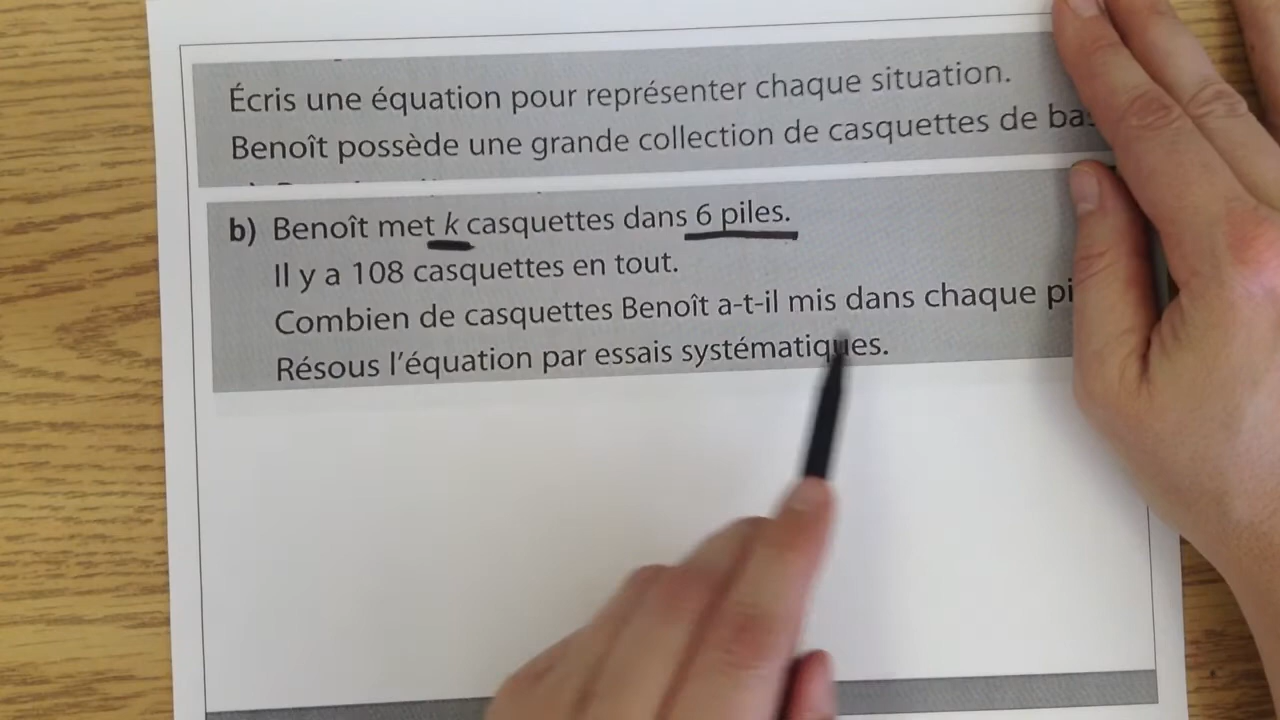 Écris une équation pour représenter chaque situation.
Benoît possède une grande collection de casquettes de
b) Benoît met k casquettes dans 6 piles.
Il y a 108 casquettes en tout.
Combien de casquettes Benoît a-t-il mis dans chaque
Résous l'équation par essais systématiques.